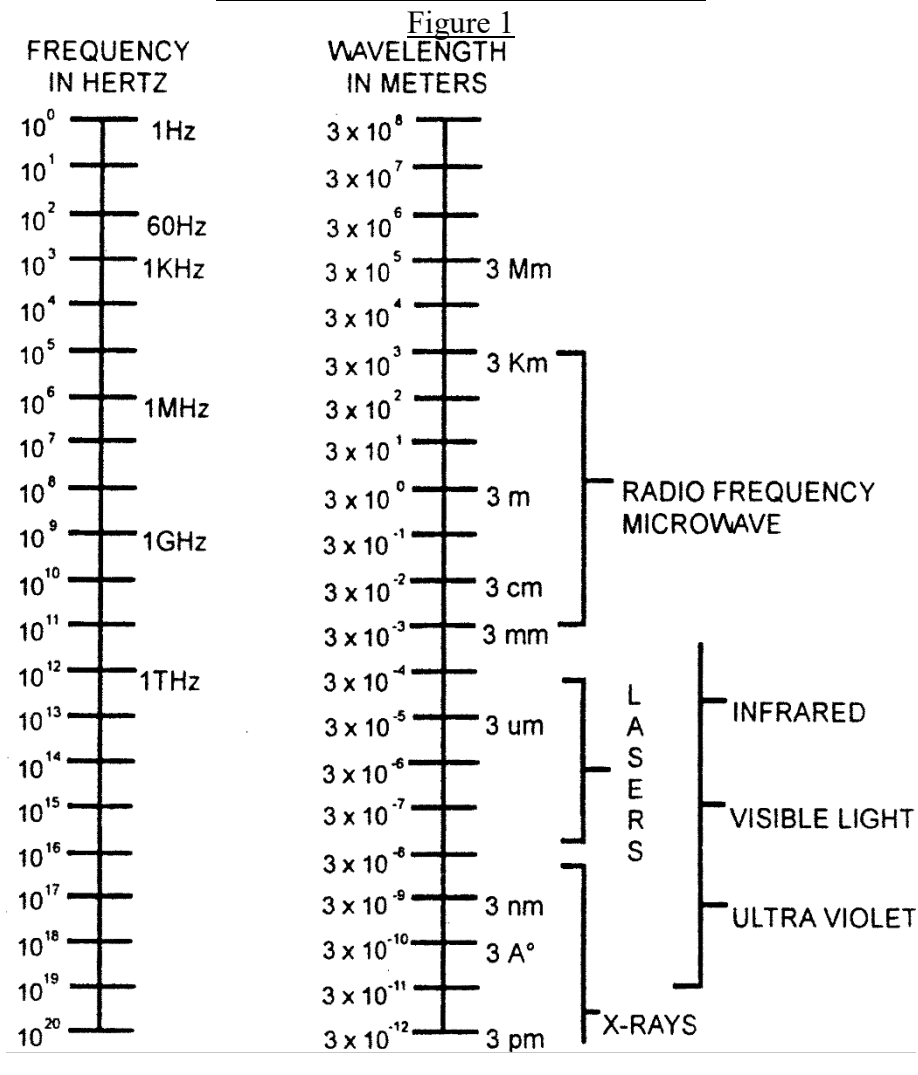 Figure 1
FREQUENCY
IN HERTZ
WAVELENGTH
IN METERS
10⁰ 1Hz 3 x 10⁸
10¹ 3 x 10⁷
10² 60Hz 3 x 10⁶
10³ 1KHz 3 x 10⁵ 3 Mm
10⁴ 3 x 10⁴
10⁵ 3 x 10³ 3 Km
10⁶ 1MHz 3 x 10²
10⁷ 3 x 10¹
10⁸ 3 x 10⁰ 3 m
RADIO FREQUENCY
MICROWAVE
10⁹ 1GHz 3 x 10⁻¹
10¹⁰ 3 x 10⁻² 3 cm
10¹¹ 3 x 10⁻³ 3 mm
10¹² 1THz 3 x 10⁻⁴
LASERS
INFRARED
10¹³ 3 x 10⁻⁵ 3 um
10¹⁴ 3 x 10⁻⁶
10¹⁵ 3 x 10⁻⁷
VISIBLE LIGHT
10¹⁶ 3 x 10⁻⁸
10¹⁷ 3 x 10⁻⁹ 3 nm
ULTRA VIOLET
10¹⁸ 3 x 10⁻¹⁰ 3 A°
10¹⁹ 3 x 10⁻¹¹
X-RAYS
10²⁰ 3 x 10⁻¹² 3 pm